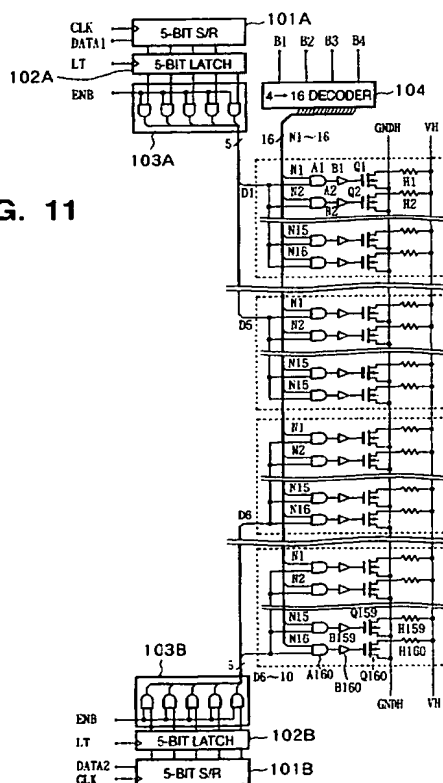 101A
CLK
DATA1
5-BIT S/R
B1 B2 B3 B4
102A
LT
5-BIT LATCH
104
4→16 DECODER
ENB
103A
16
N1~16
GNDH
VH
5
N1 A1 B1 Q1
H1
D1
N2 A2 Q2
H2
B2
G. 11
N15
N16
N1
D5
N2
N15
N15
N1
N2
N15
D6
N16
N1
N2
N15
Q159
H159
103B
N16
B159
H160
5
A160
Q160
D6~10
B160
GNDH
VH
ENB
LT
5-BIT LATCH
102B
DATA2
5-BIT S/R
101B
CLK